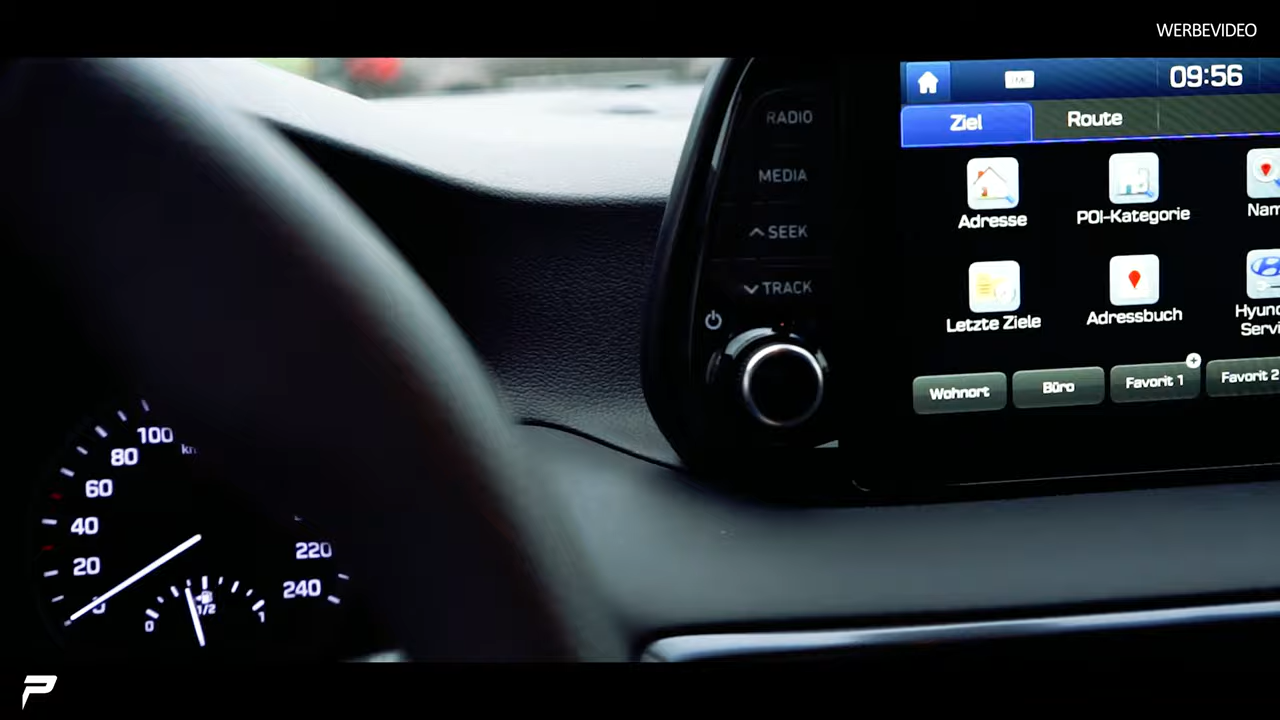 WERBEVIDEO
09:56
Ziel
Route
RADIO
MEDIA
SEEK
TRACK
Adresse
POI-Kategorie
Letzte Ziele
Adressbuch
Wohnort
Büro
Favorit 1
Favorit 2
100
80
60
40
20
0
220
240
0
1/2
1